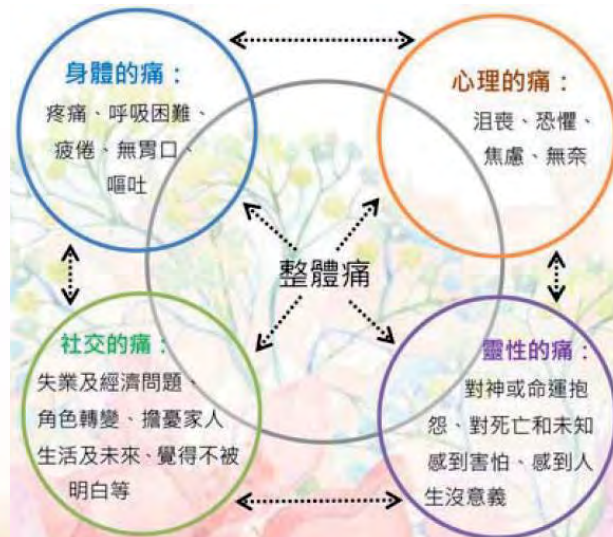 身體的痛：
疼痛、呼吸困難、
疲倦、無胃口、
嘔吐
心理的痛：
沮喪、恐懼、
焦慮、無奈
整體痛
社交的痛：
失業及經濟問題、
角色轉變、擔憂家人
生活及未來、覺得不被
明白等
靈性的痛：
對神或命運抱
怨、對死亡和未知
感到害怕、感到人
生沒意義